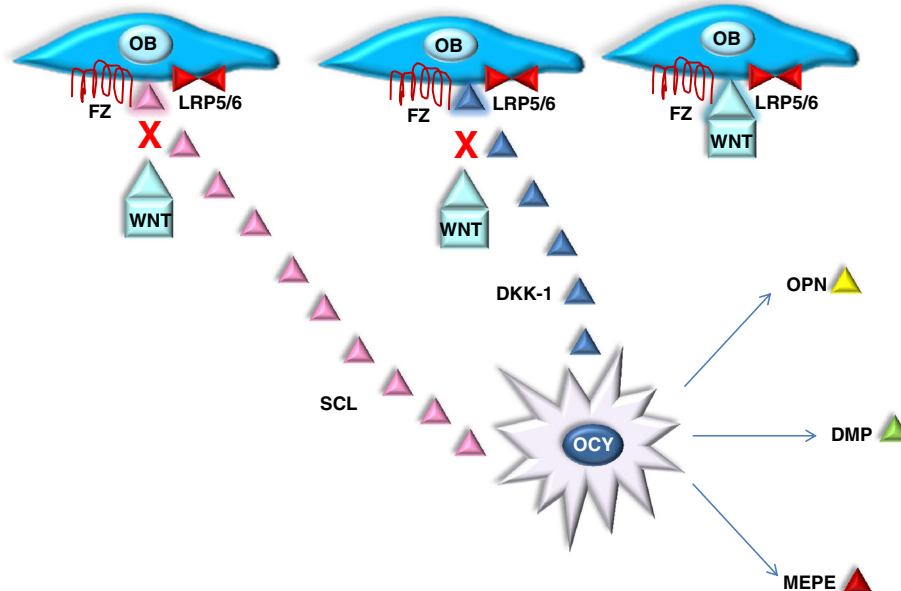 OB
OB
OB
FZ
LRP5/6
FZ
LRP5/6
FZ
LRP5/6
X
X
WNT
WNT
WNT
DKK-1
OPN
SCL
OCY
DMP
MEPE